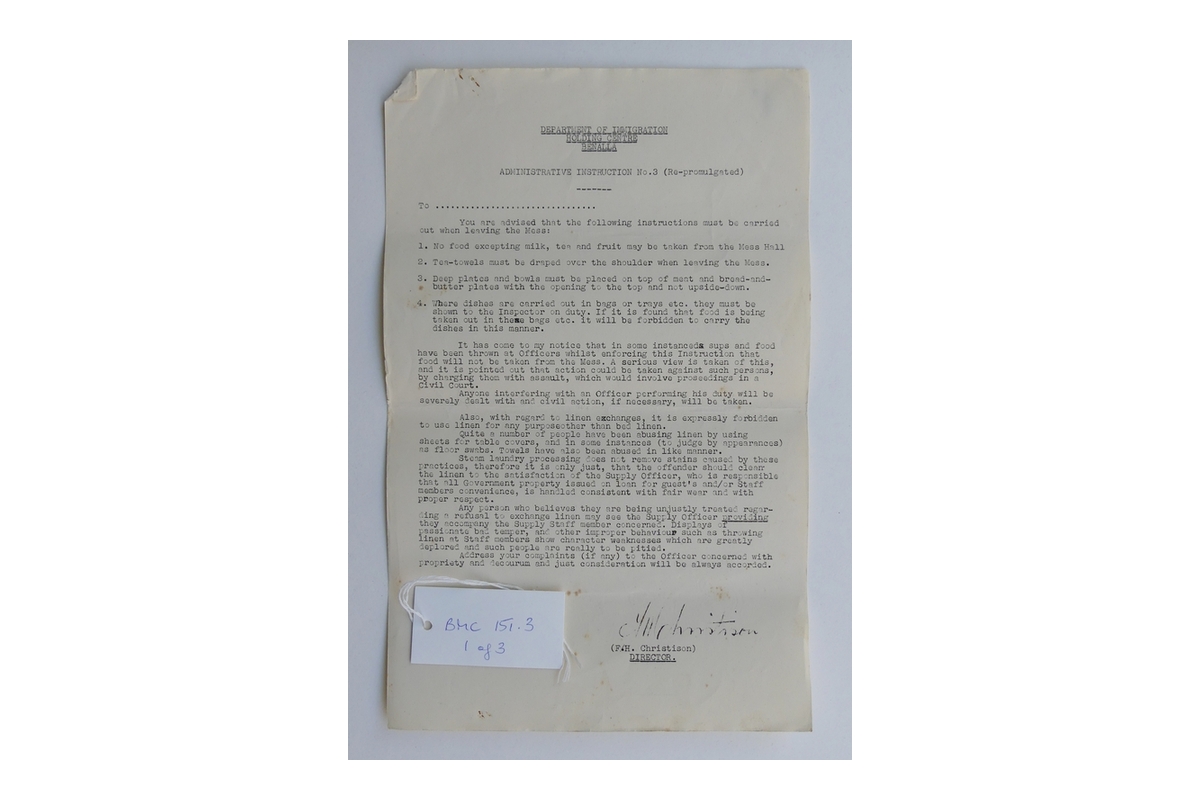 DEPARTMENT OF IMMIGRATION
HOLDING CENTRE
BENALLA
ADMINISTRATIVE INSTRUCTION No.3 (Re-promulgated)
-------
To ...............................
You are advised that the following instructions must be carried
out when leaving the Mess:
1. No food excepting milk, tea and fruit may be taken from the Mess Hall
2. Tea-towels must be draped over the shoulder when leaving the Mess.
3. Deep plates and bowls must be placed on top of meat and bread-and-
butter plates with the opening to the top and not upside-down.
4. Where dishes are carried out in bags or trays etc. they must be
shown to the Inspector on duty. If it is found that food is being
taken out in these bags etc. it will be forbidden to carry the
dishes in this manner.
It has come to my notice that in some instances sups and food
have been thrown at Officers whilst enforcing this Instruction that
food will not be taken from the Mess. A serious view is taken of this,
and it is pointed out that action could be taken against such persons,
by charging them with assault, which would involve proceedings in a
Civil Court.
Anyone interfering with an Officer performing his duty will be
severely dealt with and civil action, if necessary, will be taken.
Also, with regard to linen exchanges, it is expressly forbidden
to use linen for any purposeother than bed linen.
Quite a number of people have been abusing linen by using
sheets for table covers, and in some instances (to judge by appearances)
as floor swabs. Towels have also been abused in like manner.
Steam laundry processing does not remove stains caused by these
practices, therefore it is only just, that the offender should clean
the linen to the satisfaction of the Supply Officer, who is responsible
that all Government property issued on loan for guest's and/or Staff
members convenience, is handled consistent with fair wear and with
proper respect.
Any person who believes they are being unjustly treated regar-
ding a refusal to exchange linen may see the Supply Officer providing
they accompany the Supply Staff member concerned. Displays of
passionate bad temper, and other improper behaviour such as throwing
linen at Staff members show character weaknesses which are greatly
deplored and such people are really to be pitied.
Address your complaints (if any) to the Officer concerned with
propriety and decourum and just consideration will be always accorded.
FHChristison
(F.H. Christison)
DIRECTOR.
BMC 151.3
1 of 3